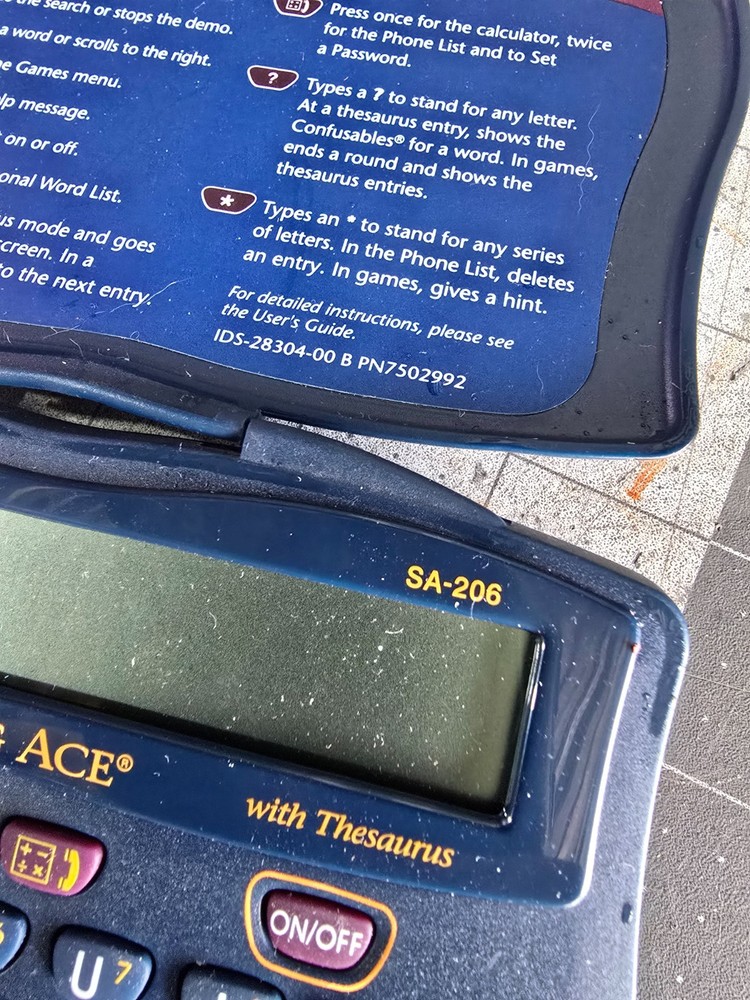 the search or stops the demo.
a word or scrolls to the right.
Games menu.
message.
on or off.
Word List.
mode and goes
In a
to the next entry.
Press once for the calculator, twice
for the Phone List and to Set
a Password.
?
Types a ? to stand for any letter.
At a thesaurus entry, shows the
Confusables® for a word. In games,
ends a round and shows the
thesaurus entries.
*
Types an * to stand for any series
of letters. In the Phone List, deletes
an entry. In games, gives a hint.
For detailed instructions, please see
the User's Guide.
IDS-28304-00 B PN7502992
SA-206
ACE®
with Thesaurus
ON/OFF
U 7